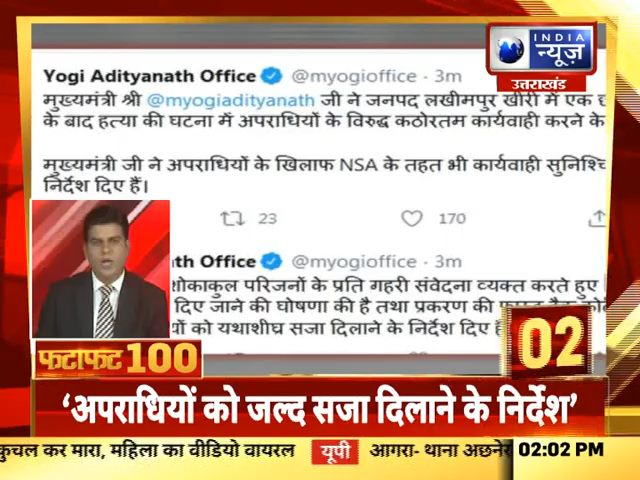 INDIA
न्यूज़
उत्तराखंड
Yogi Adityanath Office @myogioffice · 3m
मुख्यमंत्री श्री @myogiadityanath जी ने जनपद लखीमपुर खीरी में एक
के बाद हत्या की घटना में अपराधियों के विरुद्ध कठोरतम कार्यवाही करने के
मुख्यमंत्री जी ने अपराधियों के खिलाफ NSA के तहत भी कार्यवाही
निर्देश दिए हैं।
23 170
th Office @myogioffice · 3m
शोकाकुल परिजनों के प्रति गहरी संवेदना व्यक्त करते हुए
दिए जाने की घोषणा की है तथा प्रकरण की
को यथाशीघ्र सजा दिलाने के निर्देश दिए
फटाफट 100
02
‘अपराधियों को जल्द सजा दिलाने के निर्देश’
कुचल कर मारा, महिला का वीडियो वायरल यूपी आगरा- थाना अछनेर 02:02 PM